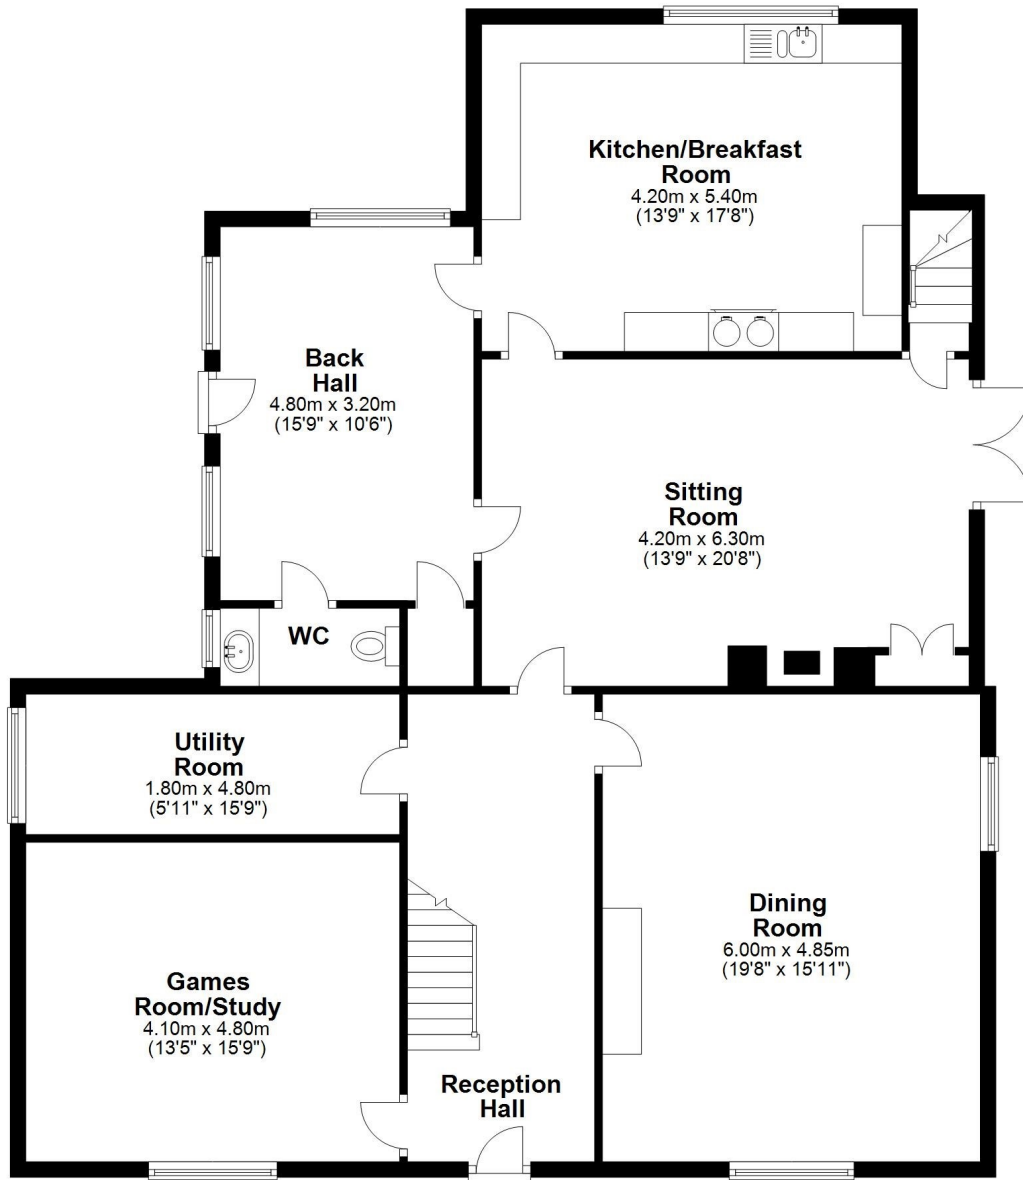 Kitchen/Breakfast
Room
4.20m x 5.40m
(13'9" x 17'8")
Back
Hall
4.80m x 3.20m
(15'9" x 10'6")
Sitting
Room
4.20m x 6.30m
(13'9" x 20'8")
WC
Utility
Room
1.80m x 4.80m
(5'11" x 15'9")
Dining
Room
6.00m x 4.85m
(19'8" x 15'11")
Games
Room/Study
4.10m x 4.80m
(13'5" x 15'9")
Reception
Hall